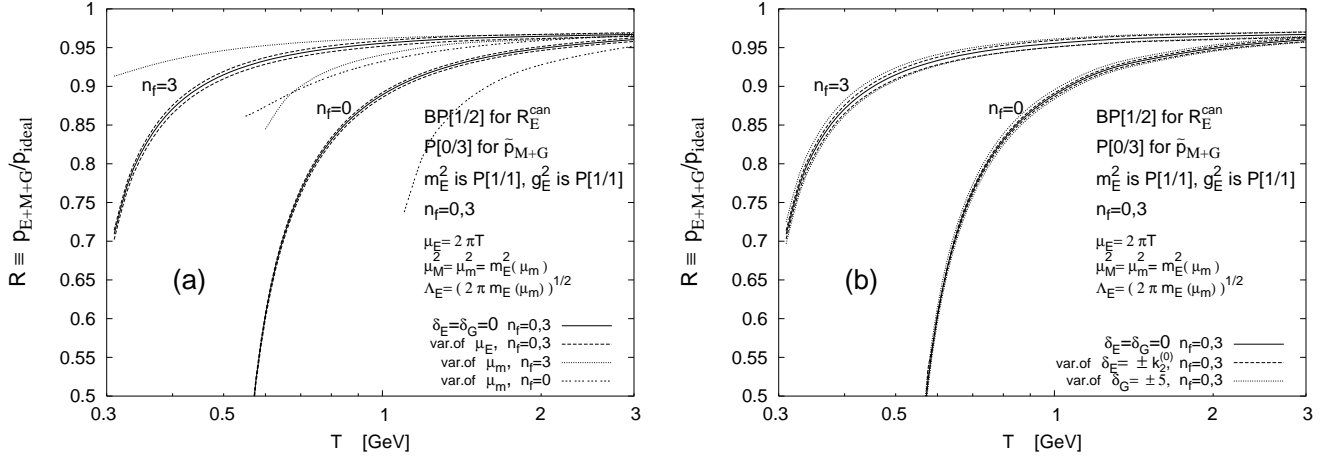 1
0.95
0.9
0.85
0.8
0.75
0.7
0.65
0.6
0.55
0.5
R ≡ p_{E+M+G}/p_{ideal}
n_f=3
n_f=0
BP[1/2] for R_E^{can}
P[0/3] for p̃_{M+G}
m_E^2 is P[1/1], g_E^2 is P[1/1]
n_f=0,3
μ_E= 2 πT
μ_M^2= μ_m^2= m_E^2( μ_m)
Λ_E= ( 2 π m_E (μ_m) )^{1/2}
(a)
δ_E=δ_G=0 n_f=0,3
var.of μ_E, n_f=0,3
var.of μ_m, n_f=3
var.of μ_m, n_f=0
0.3 0.5 1 2 3
T [GeV]
1
0.95
0.9
0.85
0.8
0.75
0.7
0.65
0.6
0.55
0.5
R ≡ p_{E+M+G}/p_{ideal}
n_f=3
n_f=0
BP[1/2] for R_E^{can}
P[0/3] for p̃_{M+G}
m_E^2 is P[1/1], g_E^2 is P[1/1]
n_f=0,3
μ_E= 2 πT
μ_M^2= μ_m^2= m_E^2( μ_m)
Λ_E= ( 2 π m_E (μ_m) )^{1/2}
(b)
δ_E=δ_G=0 n_f=0,3
var.of δ_E= ± k_2^{(0)}, n_f=0,3
var.of δ_G= ±5, n_f=0,3
0.3 0.5 1 2 3
T [GeV]